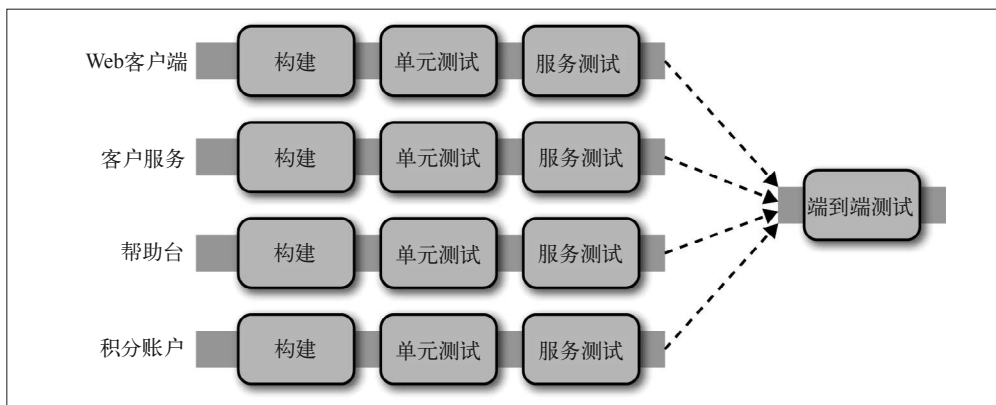 Web客户端 构建 单元测试 服务测试
客户服务 构建 单元测试 服务测试
端到端测试
帮助台 构建 单元测试 服务测试
积分账户 构建 单元测试 服务测试